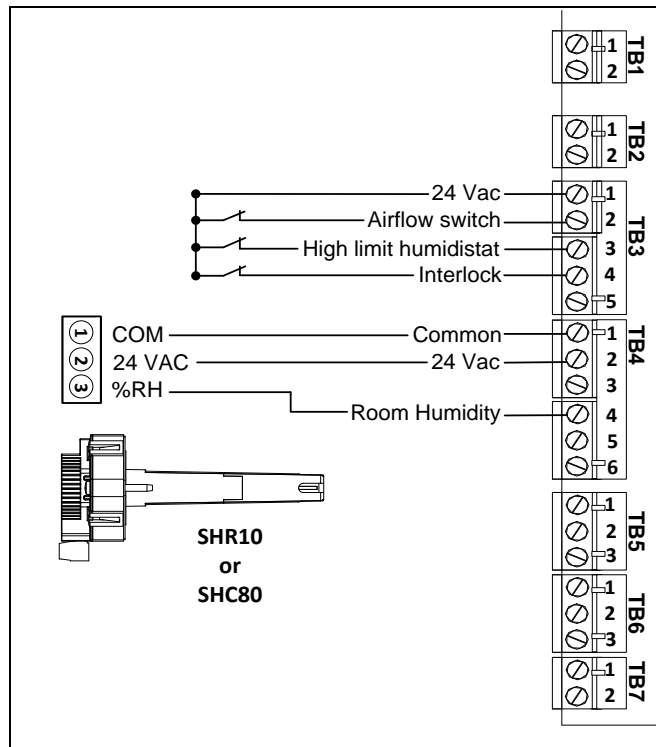 1
2
TB1
1
2
TB2
24 Vac 1
Airflow switch 2
High limit humidistat 3
Interlock 4
5
TB3
1 COM Common 1
2 24 VAC 24 Vac 2
3 %RH 3
Room Humidity 4
5
6
TB4
SHR10
or
SHC80
1
2
3
TB5
1
2
3
TB6
1
2
TB7